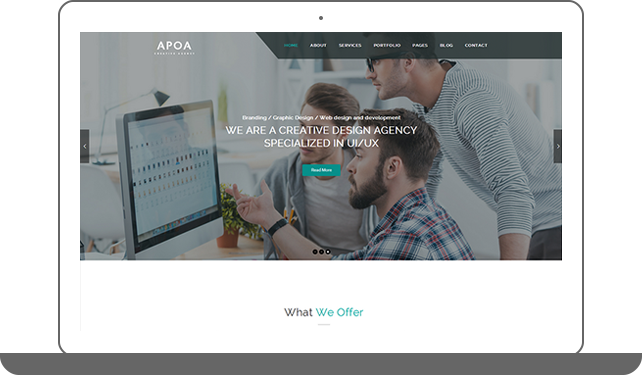 APOA
CREATIVE AGENCY
HOME ABOUT SERVICES PORTFOLIO PAGES BLOG CONTACT
Branding / Graphic Design / Web design and development
WE ARE A CREATIVE DESIGN AGENCY
SPECIALIZED IN UI/UX
Read More
What We Offer